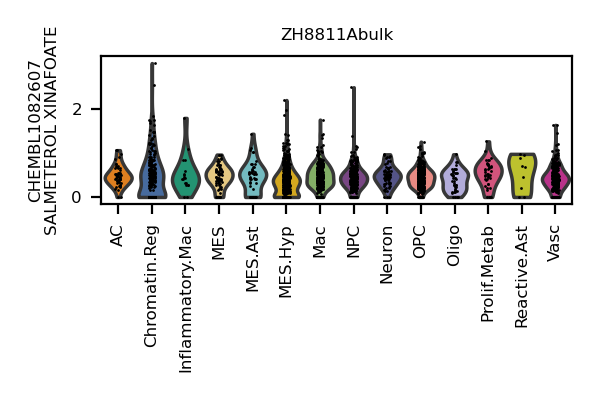 ZH8811Abulk
CHEMBL1082607
SALMETEROL XINAFOATE
2
0
AC
Chromatin.Reg
Inflammatory.Mac
MES
MES.Ast
MES.Hyp
Mac
NPC
Neuron
OPC
Oligo
Prolif.Metab
Reactive.Ast
Vasc